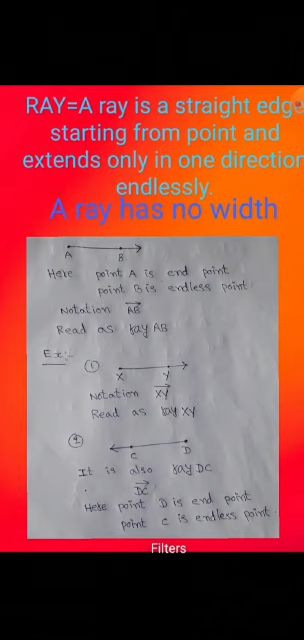 RAY=A ray is a straight edge
starting from point and
extends only in one direction
endlessly.
A ray has no width
A B
Here point A is end point
point B is endless point
Notation AB
Read as ray AB
Ex:-
1
X Y
Notation XY
Read as ray XY
2
C D
It is also ray DC
DC
Here point D is end point
point C is endless point.
Filters